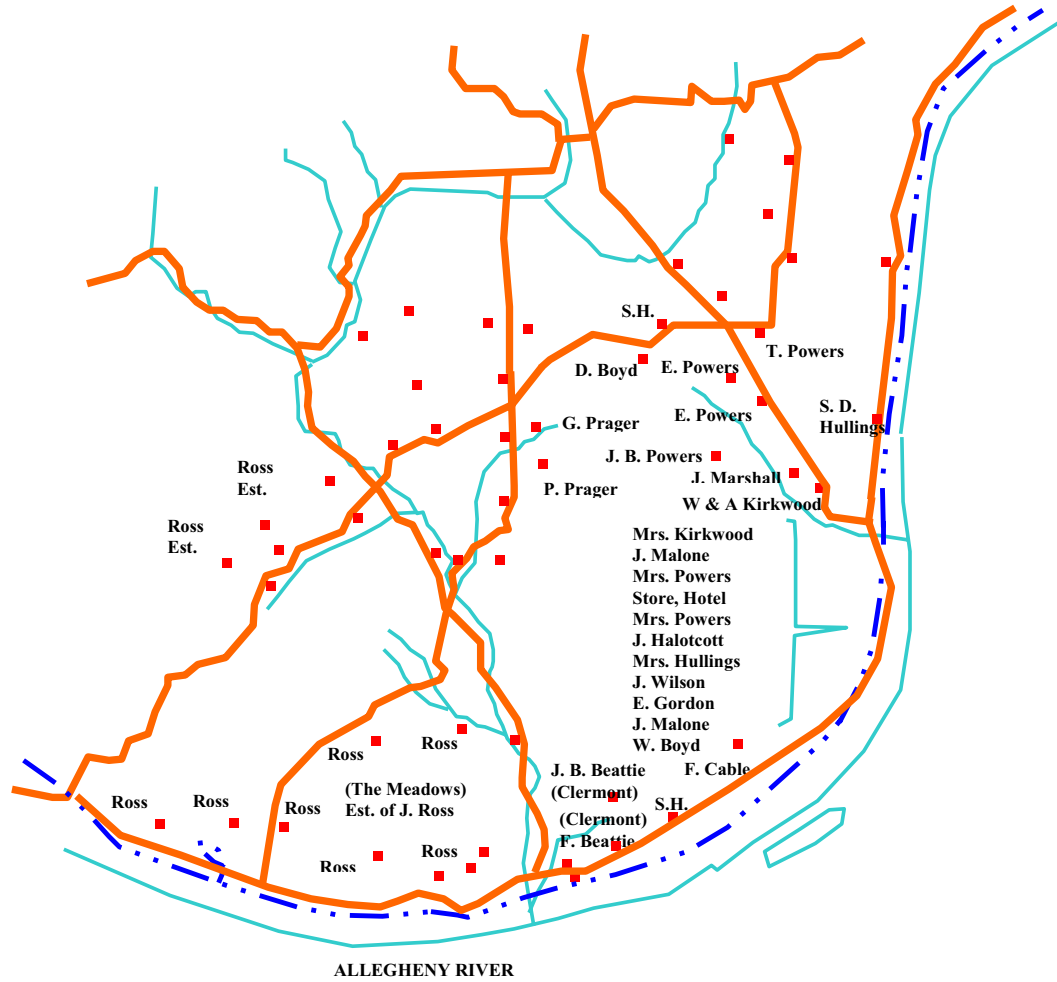 S.H.
T. Powers
D. Boyd
E. Powers
E. Powers
S. D.
Hullings
G. Prager
J. B. Powers
Ross
Est.
J. Marshall
P. Prager
W & A Kirkwood
Ross
Est.
Mrs. Kirkwood
J. Malone
Mrs. Powers
Store, Hotel
Mrs. Powers
J. Halotcott
Mrs. Hullings
J. Wilson
E. Gordon
J. Malone
W. Boyd
Ross
Ross
F. Cable
J. B. Beattie
(Clermont)
(The Meadows)
Est. of J. Ross
Ross
Ross
Ross
S.H.
(Clermont)
F. Beattie
Ross
Ross
ALLEGHENY RIVER